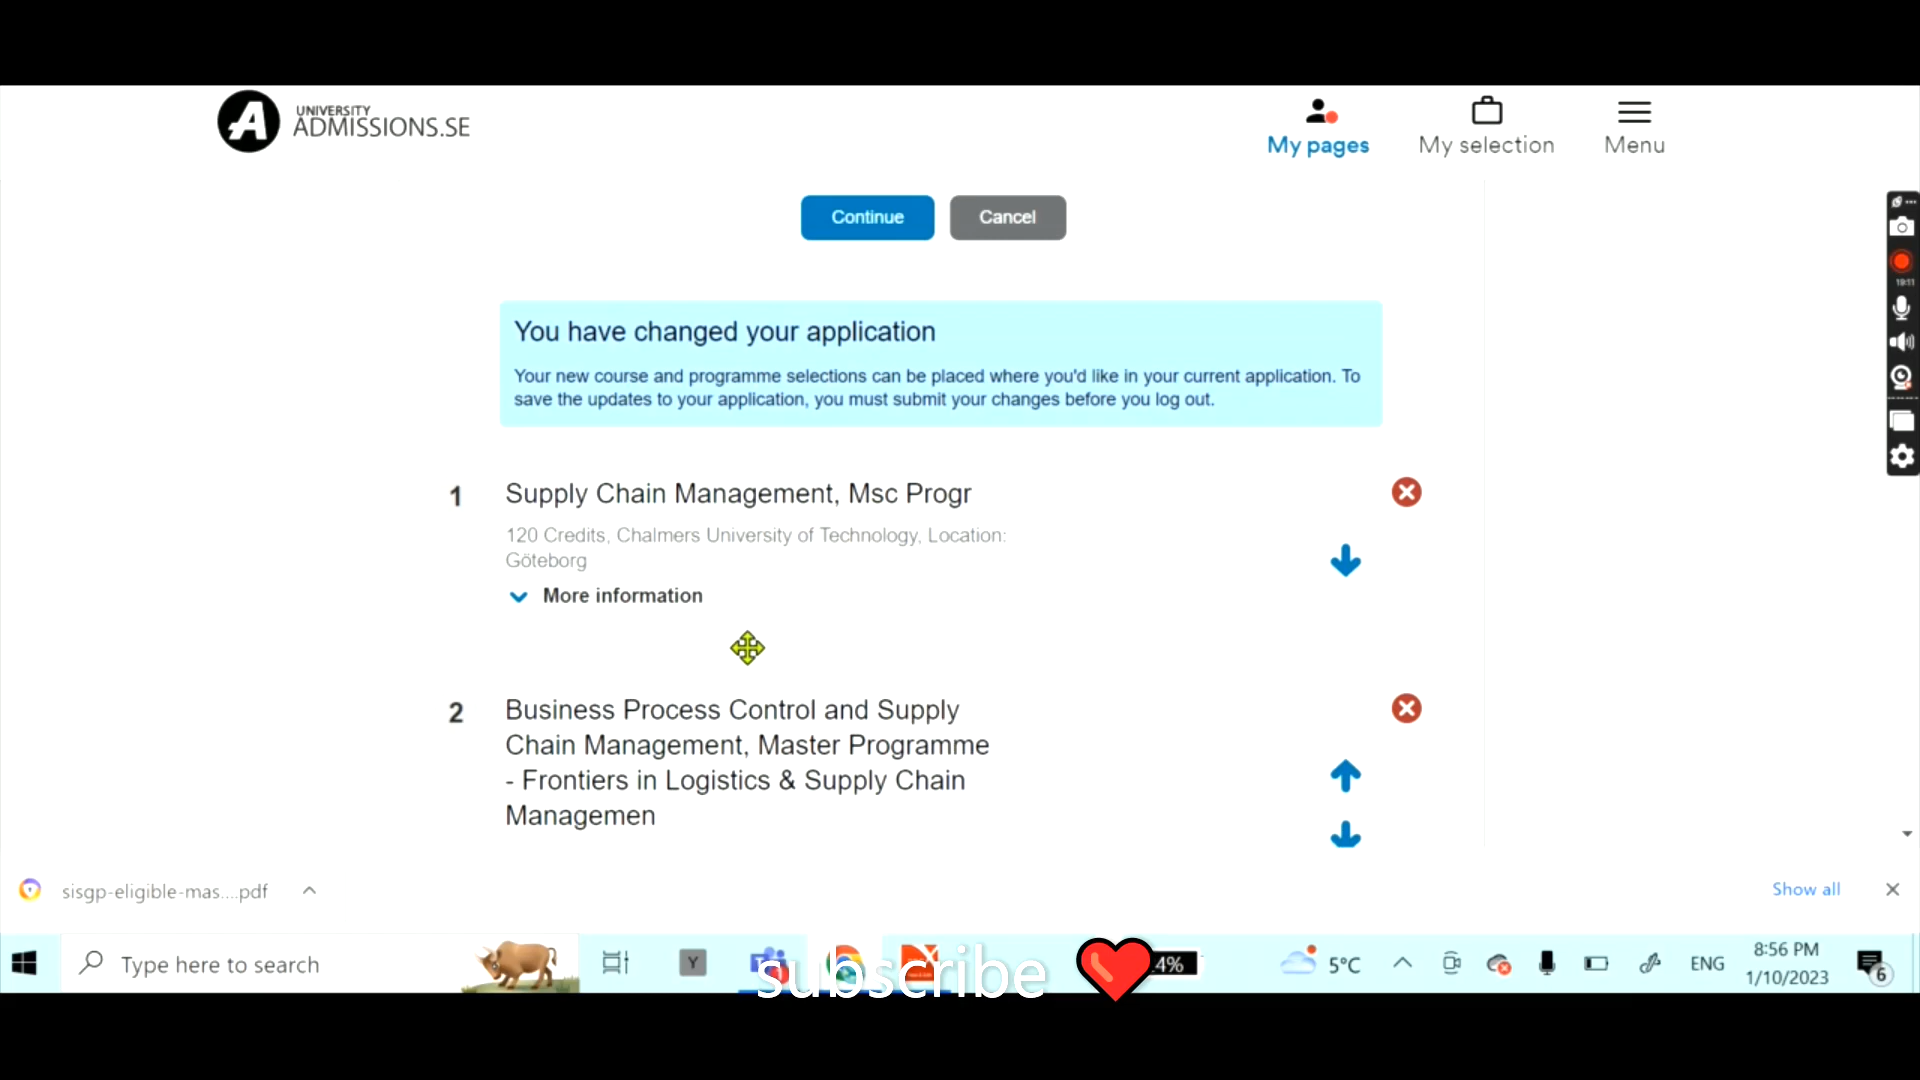 UNIVERSITY
ADMISSIONS.SE
My pages
My selection
Menu
Continue
Cancel
You have changed your application
Your new course and programme selections can be placed where you'd like in your current application. To
save the updates to your application, you must submit your changes before you log out.
1
Supply Chain Management, Msc Progr
120 Credits, Chalmers University of Technology, Location:
Göteborg
More information
2
Business Process Control and Supply
Chain Management, Master Programme
- Frontiers in Logistics & Supply Chain
Managemen
sisgp-eligible-mas....pdf
Show all
Type here to search
Y
subscribe
4%
5°C
ENG
8:56 PM
1/10/2023
6